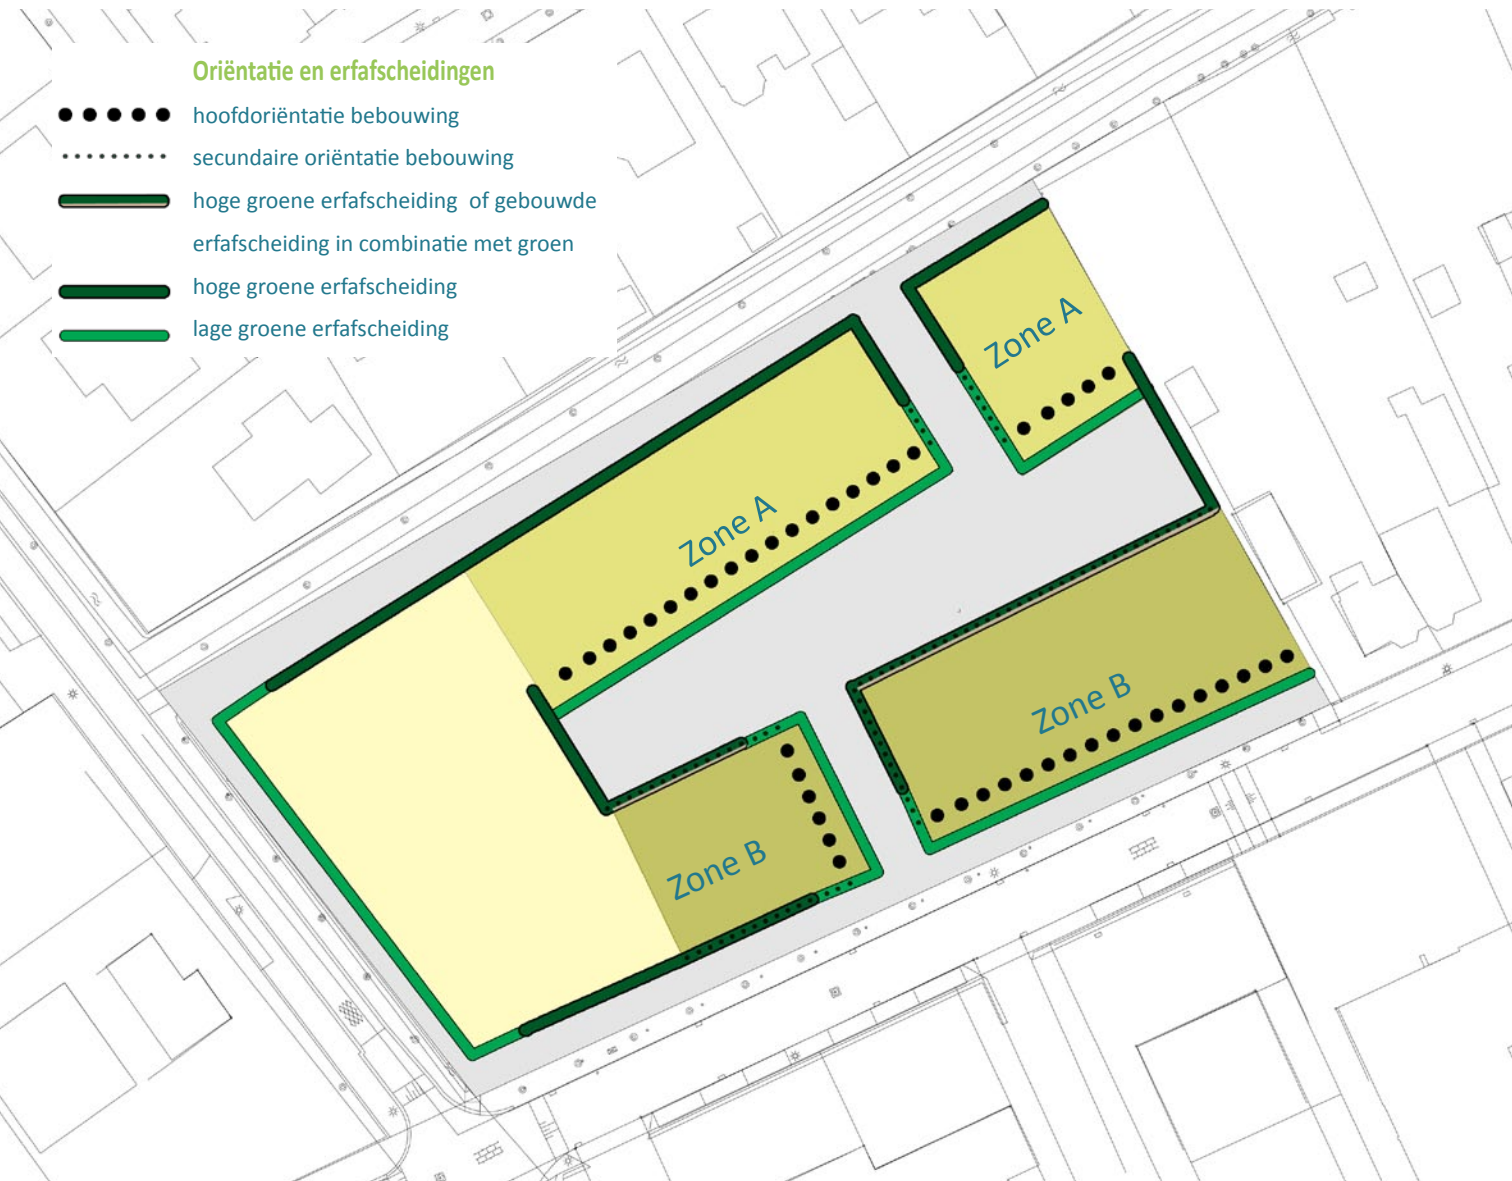 Oriëntatie en erfafscheidingen
hoofdoriëntatie bebouwing
secundaire oriëntatie bebouwing
hoge groene erfafscheiding of gebouwde
erfafscheiding in combinatie met groen
hoge groene erfafscheiding
lage groene erfafscheiding
Zone A
Zone A
Zone B
Zone B